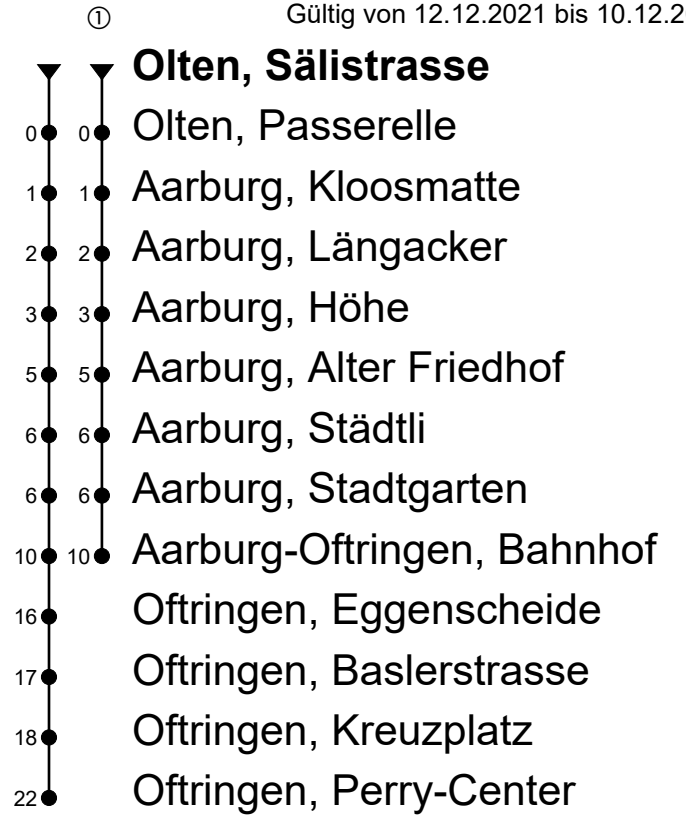 ① Gültig von 12.12.2021 bis 10.12.2
Olten, Sälistrasse
0 0 Olten, Passerelle
1 1 Aarburg, Kloosmatte
2 2 Aarburg, Längacker
3 3 Aarburg, Höhe
5 5 Aarburg, Alter Friedhof
6 6 Aarburg, Städtli
6 6 Aarburg, Stadtgarten
10 10 Aarburg-Oftringen, Bahnhof
16 Oftringen, Eggenscheide
17 Oftringen, Baslerstrasse
18 Oftringen, Kreuzplatz
22 Oftringen, Perry-Center